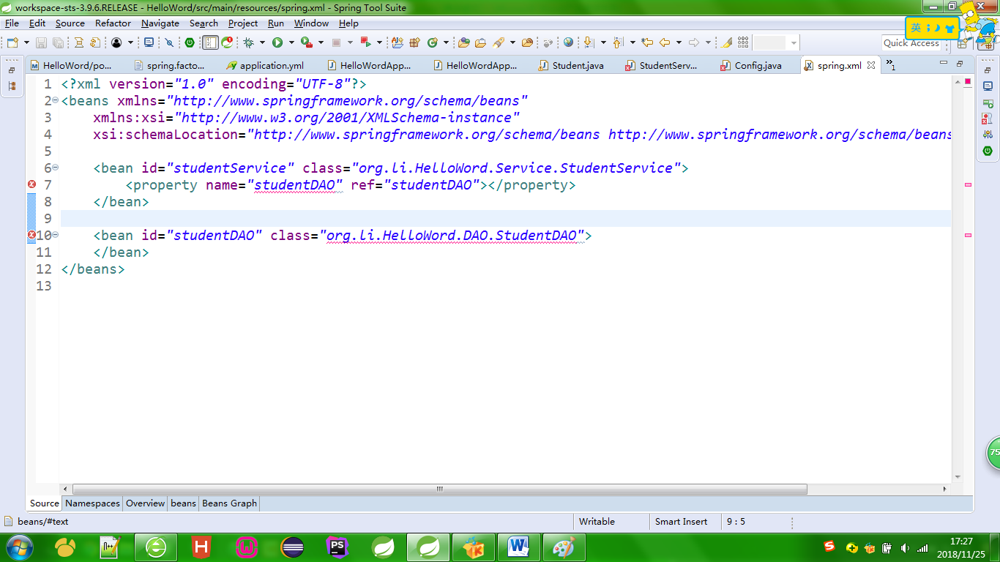 workspace-sts-3.9.6.RELEASE - HelloWord/src/main/resources/spring.xml - Spring Tool Suite
File Edit Source Refactor Navigate Search Project Run Window Help
英
Quick Access
HelloWord/po... spring.facto... application.yml HelloWordApp... HelloWordApp... Student.java StudentServ... Config.java spring.xml »1
1 <?xml version="1.0" encoding="UTF-8"?>
2 <beans xmlns="http://www.springframework.org/schema/beans"
3 xmlns:xsi="http://www.w3.org/2001/XMLSchema-instance"
4 xsi:schemaLocation="http://www.springframework.org/schema/beans http://www.springframework.org/schema/beans
5
6 <bean id="studentService" class="org.li.HelloWord.Service.StudentService">
7 <property name="studentDAO" ref="studentDAO"></property>
8 </bean>
9
10 <bean id="studentDAO" class="org.li.HelloWord.DAO.StudentDAO">
11 </bean>
12 </beans>
13
75
Source Namespaces Overview beans Beans Graph
beans/#text Writable Smart Insert 9 : 5
17:27
2018/11/25